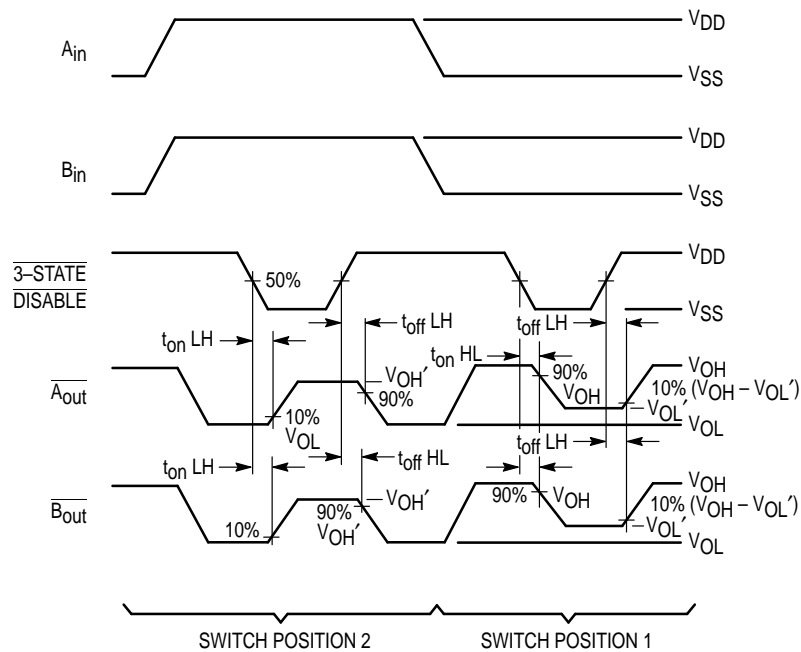 A_in
V_DD
V_SS
B_in
V_DD
V_SS
3–STATE
DISABLE
50%
V_DD
V_SS
t_on LH
t_off LH
t_on HL
t_off LH
A_out
V_OH′
90%
10%
V_OL
90%
V_OH
V_OH
10% (V_OH – V_OL′)
V_OL′
V_OL
t_on LH
t_off HL
t_off LH
B_out
10%
90%
V_OH′
V_OH′
90%
V_OH
V_OH
10% (V_OH – V_OL′)
V_OL′
V_OL
SWITCH POSITION 2
SWITCH POSITION 1